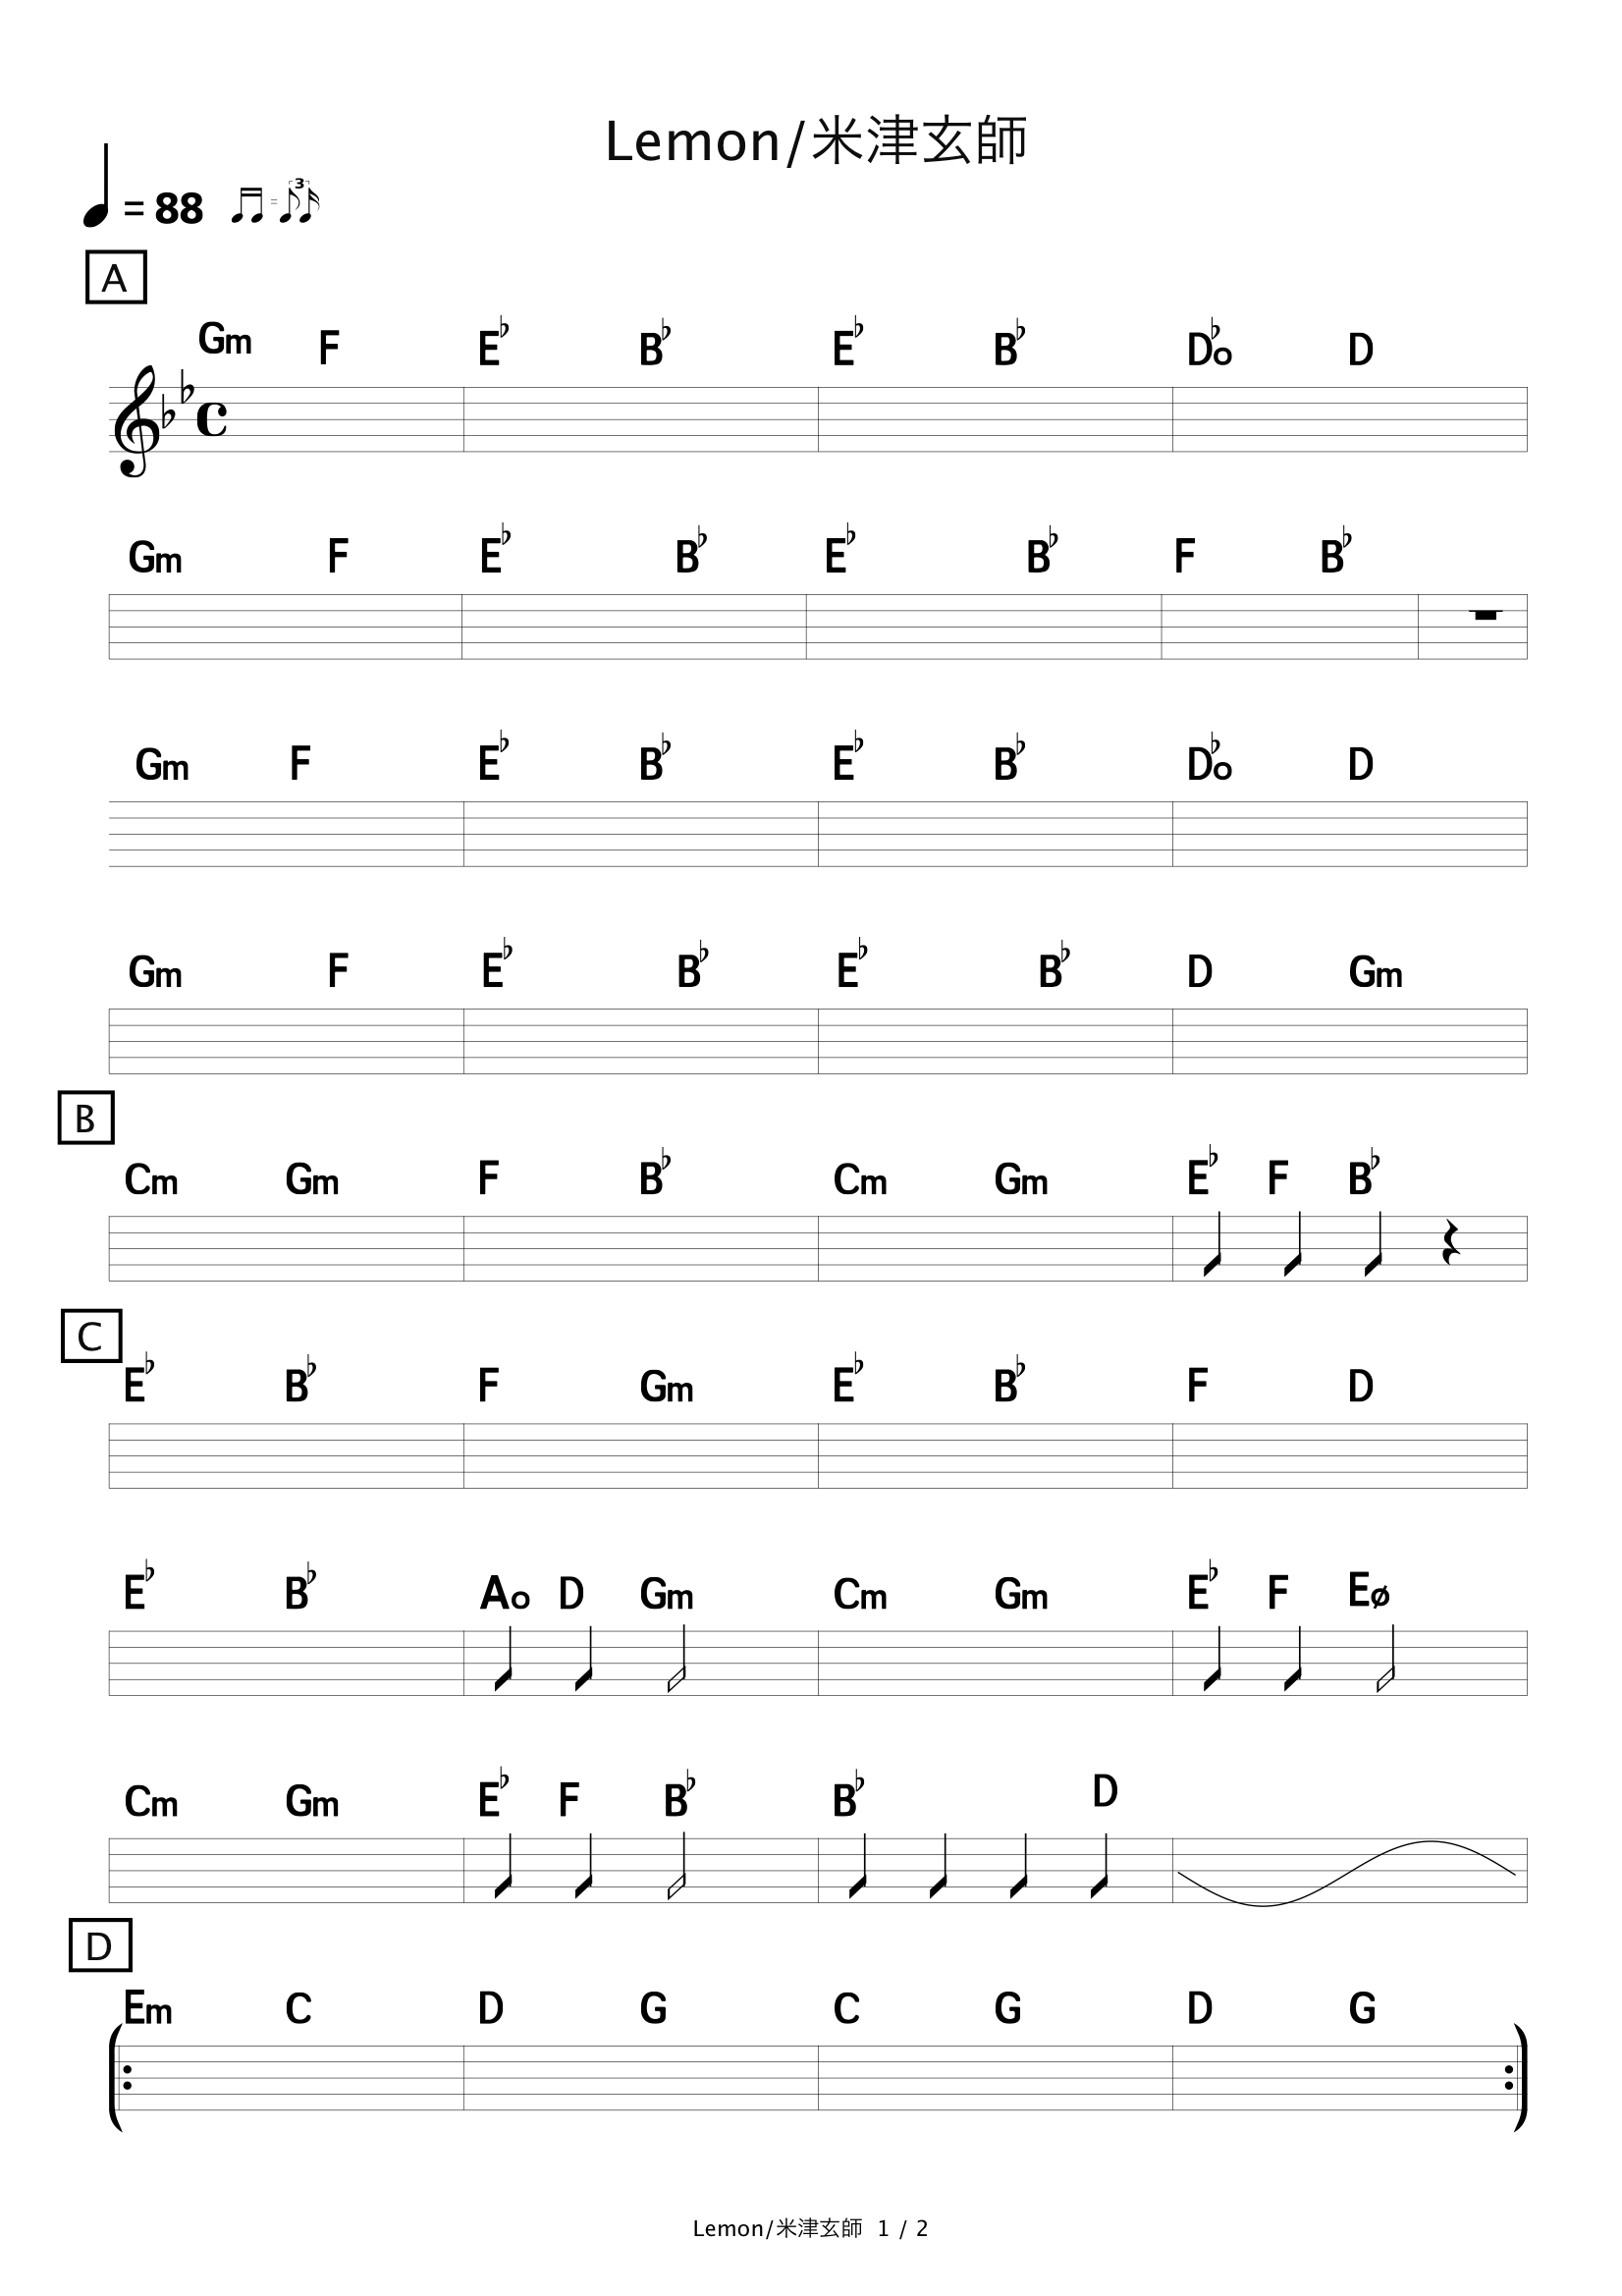 Lemon/米津玄師
= 88 = 3
A
Gm F E♭ B♭ E♭ B♭ D♭o D
Gm F E♭ B♭ E♭ B♭ F B♭
Gm F E♭ B♭ E♭ B♭ D♭o D
Gm F E♭ B♭ E♭ B♭ D Gm
B
Cm Gm F B♭ Cm Gm E♭ F B♭
C
E♭ B♭ F Gm E♭ B♭ F D
E♭ B♭ Ao D Gm Cm Gm E♭ F Eø
Cm Gm E♭ F B♭ B♭ D
D
Em C D G C G D G
Lemon/米津玄師 1 / 2